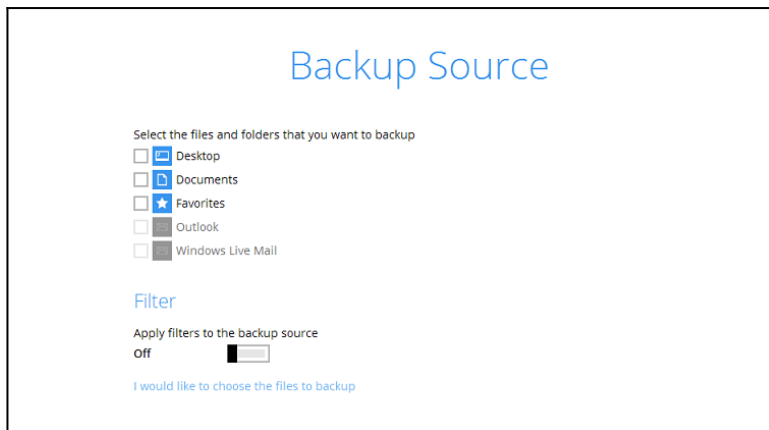 Backup Source
Select the files and folders that you want to backup
Desktop
Documents
Favorites
Outlook
Windows Live Mail
Filter
Apply filters to the backup source
Off
I would like to choose the files to backup